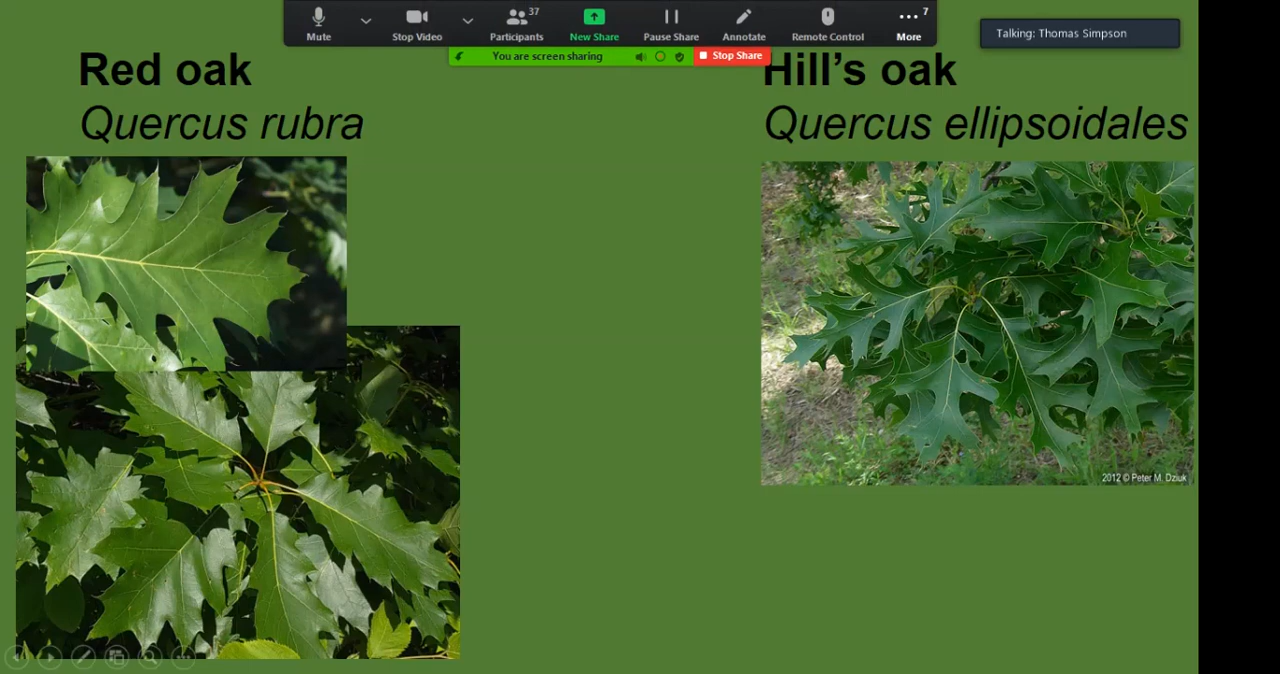 37
7
Mute
Stop Video
Participants
New Share
Pause Share
Annotate
Remote Control
More
Talking: Thomas Simpson
You are screen sharing
Stop Share
Red oak
Quercus rubra
Hill's oak
Quercus ellipsoidales
2012 © Peter M. Dziuk